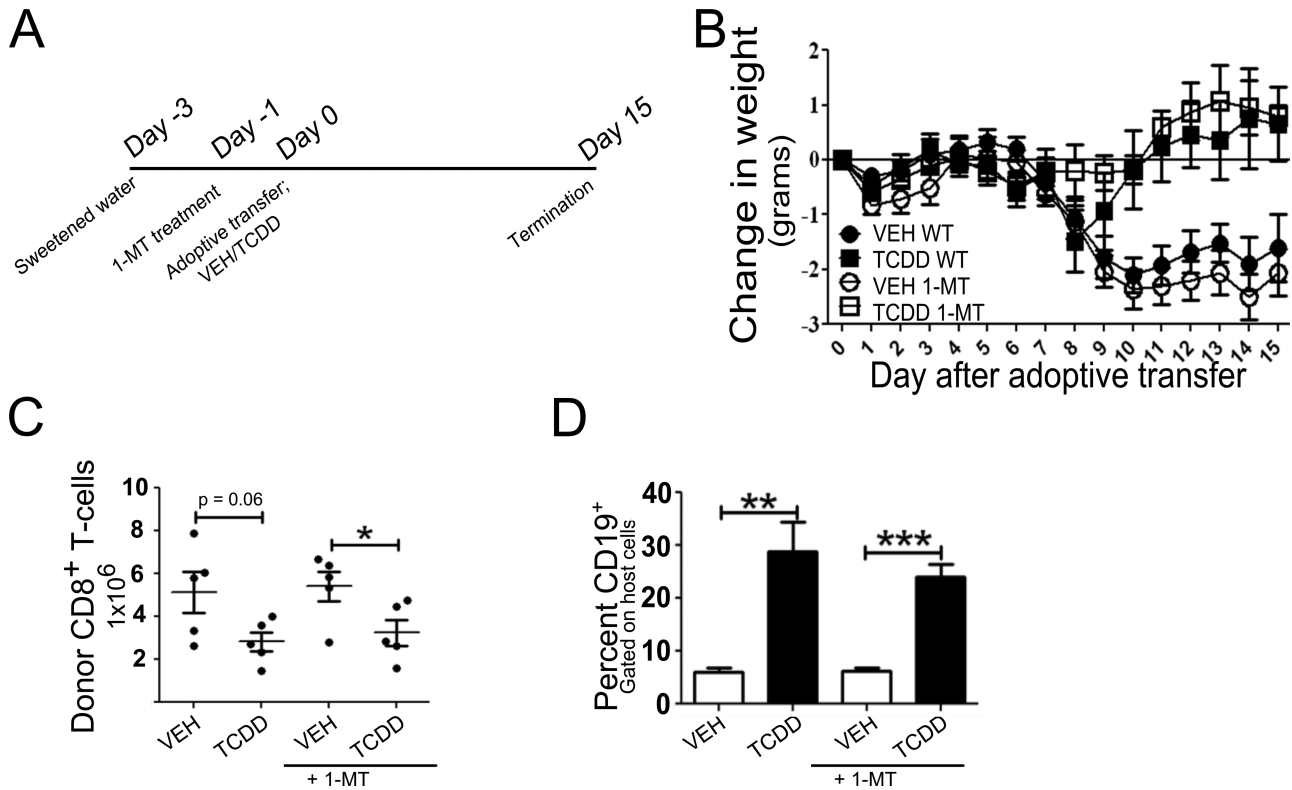 A
Day -3
Day -1
Day 0
Day 15
Sweetened water
1-MT treatment
Adoptive transfer;
VEH/TCDD
Termination
B
Change in weight
(grams)
2
1
0
-1
-2
-3
VEH WT
TCDD WT
VEH 1-MT
TCDD 1-MT
0 1 2 3 4 5 6 7 8 9 10 11 12 13 14 15
Day after adoptive transfer
C
Donor CD8+ T-cells
1x10^6
10
8
6
4
2
p = 0.06
*
VEH TCDD VEH TCDD
+ 1-MT
D
Percent CD19+
Gated on host cells
40
30
20
10
0
**
***
VEH TCDD VEH TCDD
+ 1-MT